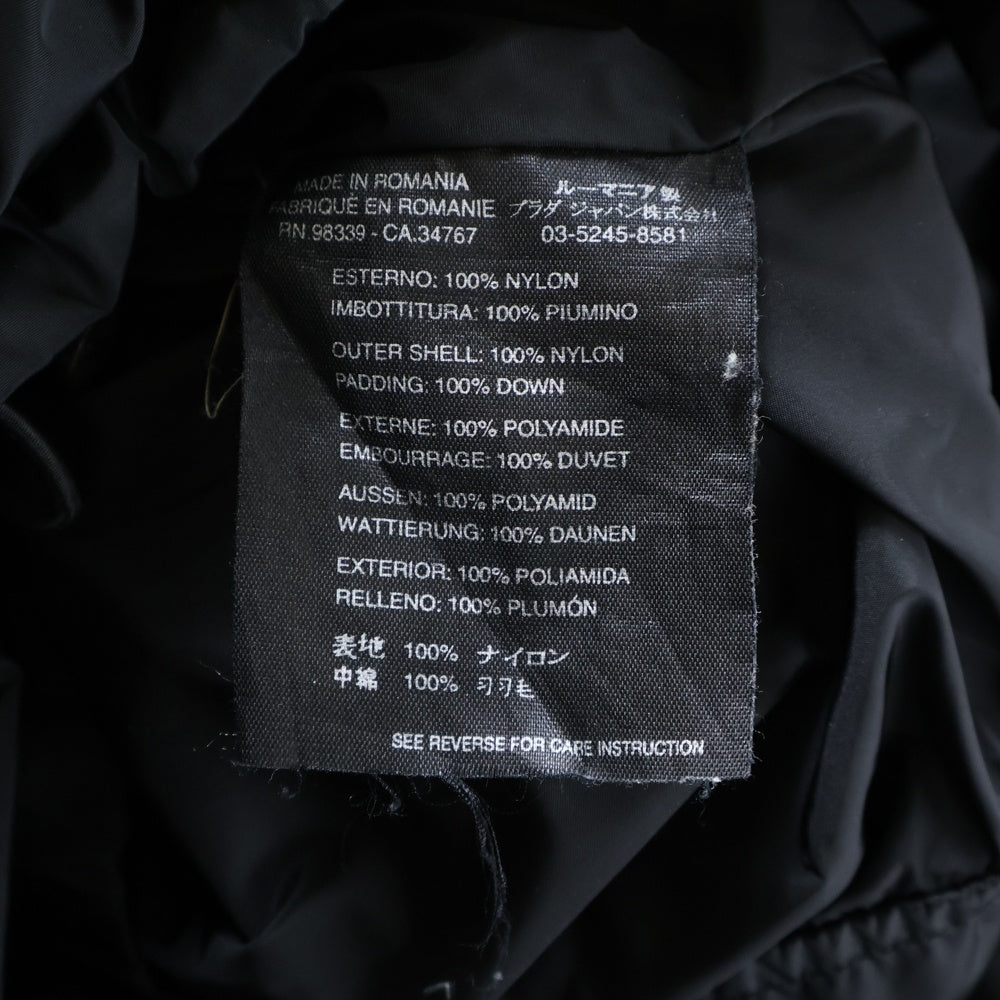 MADE IN ROMANIA
FABRIQUE EN ROMANIE
RN 98339 - CA.34767
ルーマニア製
プラダ ジャパン株式会社
03-5245-8581
ESTERNO: 100% NYLON
IMBOTTITURA: 100% PIUMINO
OUTER SHELL: 100% NYLON
PADDING: 100% DOWN
EXTERNE: 100% POLYAMIDE
EMBOURRAGE: 100% DUVET
AUSSEN: 100% POLYAMID
WATTIERUNG: 100% DAUNEN
EXTERIOR: 100% POLIAMIDA
RELLENO: 100% PLUMÓN
表地 100% ナイロン
中綿 100% 羽毛
SEE REVERSE FOR CARE INSTRUCTION